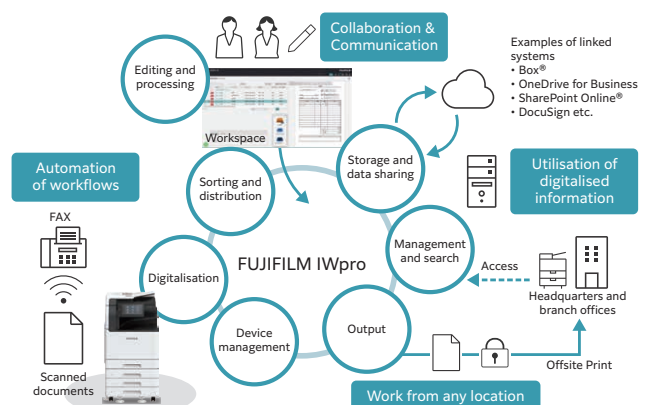 Collaboration &
Communication
Editing and
processing
Workspace
Examples of linked
systems
• Box®
• OneDrive for Business
• SharePoint Online®
• DocuSign etc.
Automation
of workflows
Sorting and
distribution
Storage and
data sharing
Utilisation of
digitalised
information
FAX
Digitalisation
FUJIFILM IWpro
Management
and search
Access
Headquarters and
branch offices
Device
management
Output
Offsite Print
Scanned
documents
Work from any location